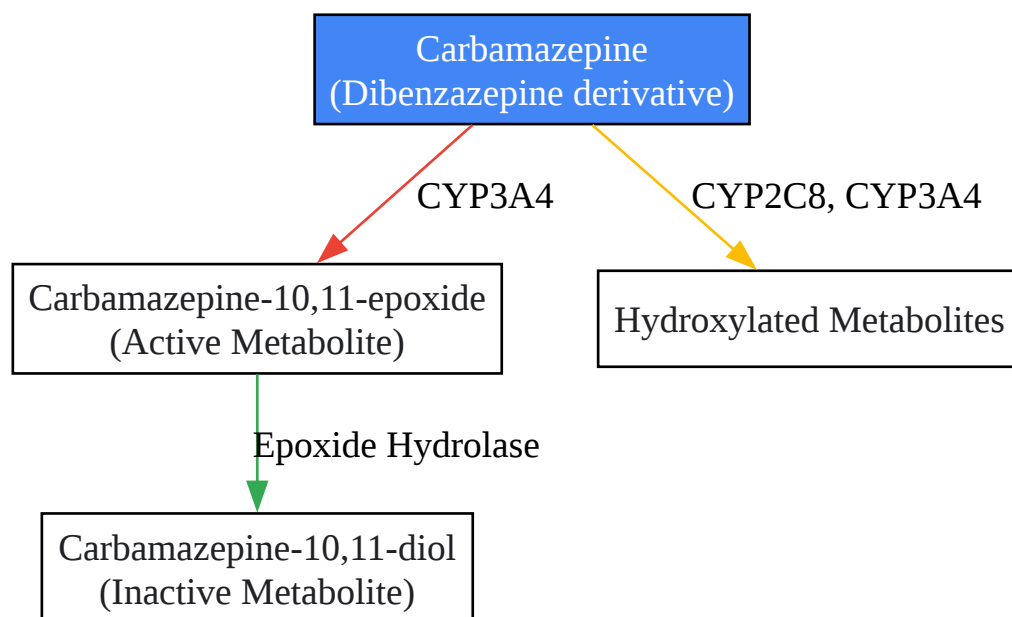 Carbamazepine
(Dibenzazepine derivative)
CYP3A4
CYP2C8, CYP3A4
Carbamazepine-10,11-epoxide
(Active Metabolite)
Hydroxylated Metabolites
Epoxide Hydrolase
Carbamazepine-10,11-diol
(Inactive Metabolite)